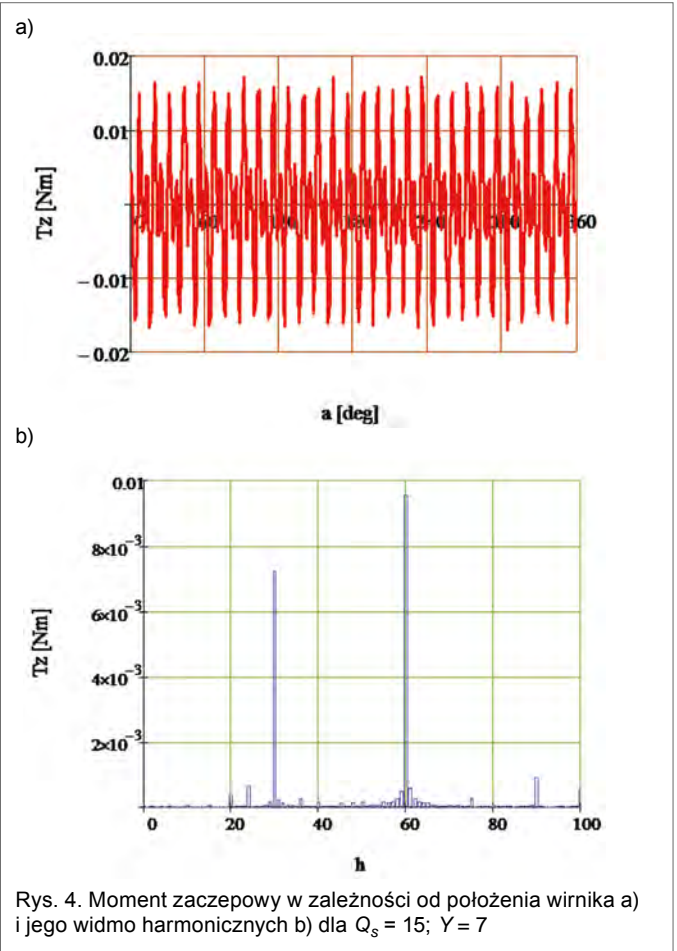 a)
0.02
0.01
− 0.01
− 0.02
Tz [Nm]
360
a [deg]
b)
0.01
8×10⁻³
6×10⁻³
4×10⁻³
2×10⁻³
Tz [Nm]
0 20 40 60 80 100
h
Rys. 4. Moment zaczepowy w zależności od położenia wirnika a)
i jego widmo harmonicznych b) dla Qₛ = 15; Y = 7